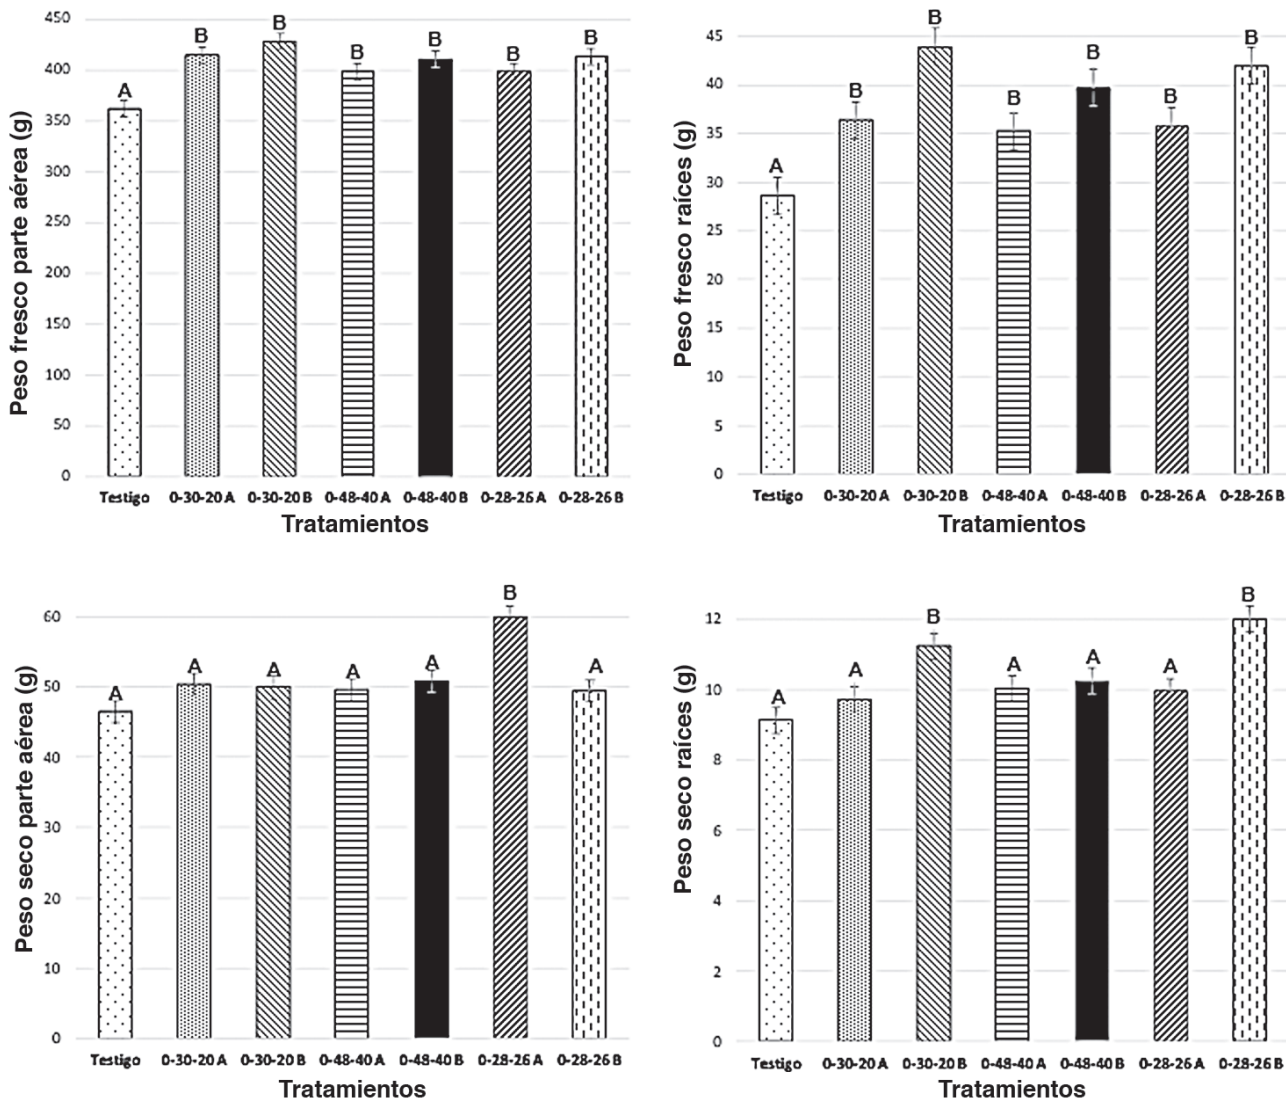 Peso fresco parte aérea (g)
450
400
350
300
250
200
150
100
50
0
A
B
B
B
B
B
B
Testigo 0-30-20 A 0-30-20 B 0-48-40 A 0-48-40 B 0-28-26 A 0-28-26 B
Tratamientos
Peso fresco raíces (g)
45
40
35
30
25
20
15
10
5
0
A
B
B
B
B
B
B
Testigo 0-30-20 A 0-30-20 B 0-48-40 A 0-48-40 B 0-28-26 A 0-28-26 B
Tratamientos
Peso seco parte aérea (g)
60
50
40
30
20
10
0
A
A
A
A
A
B
A
Testigo 0-30-20 A 0-30-20 B 0-48-40 A 0-48-40 B 0-28-26 A 0-28-26 B
Tratamientos
Peso seco raíces (g)
12
10
8
6
4
2
0
A
A
B
A
A
A
B
Testigo 0-30-20 A 0-30-20 B 0-48-40 A 0-48-40 B 0-28-26 A 0-28-26 B
Tratamientos